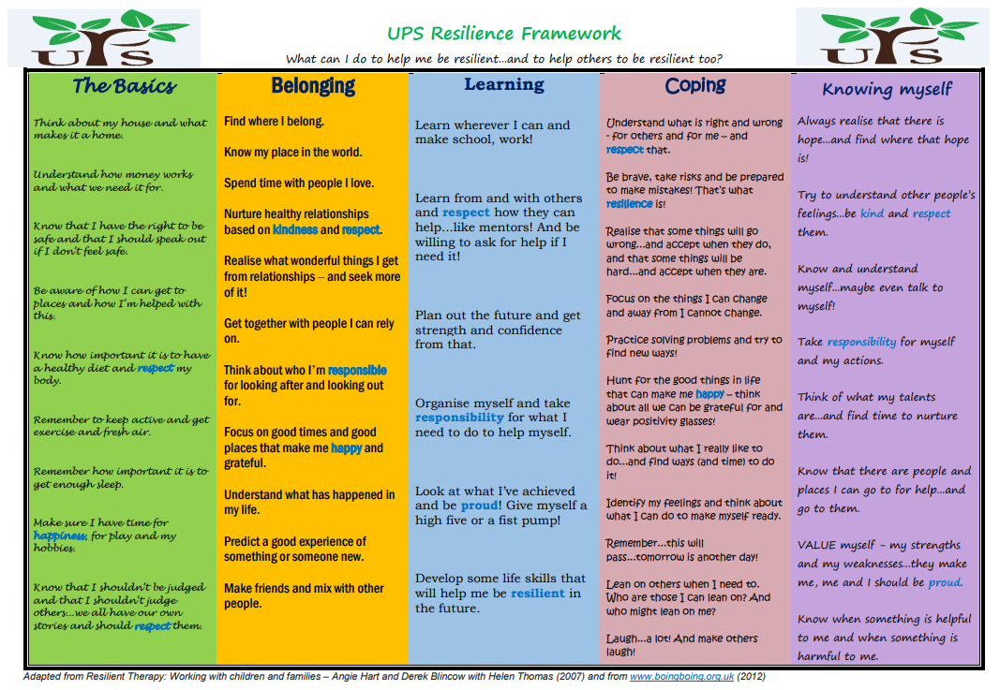 UPS
UPS Resilience Framework
What can I do to help me be resilient...and to help others to be resilient too?
UPS
The Basics
Think about my house and what
makes it a home.
Understand how money works
and what we need it for.
Know that I have the right to be
safe and that I should speak out
if I don't feel safe.
Be aware of how I can get to
places and how I'm helped with
this.
Know how important it is to have
a healthy diet and respect my
body.
Remember to keep active and get
exercise and fresh air.
Remember how important it is to
get enough sleep.
Make sure I have time for
happiness, for play and my
hobbies.
Know that I shouldn't be judged
and that I shouldn't judge
others...we all have our own
stories and should respect them.
Belonging
Find where I belong.
Know my place in the world.
Spend time with people I love.
Nurture healthy relationships
based on kindness and respect.
Realise what wonderful things I get
from relationships – and seek more
of it!
Get together with people I can rely
on.
Think about who I'm responsible
for looking after and looking out
for.
Focus on good times and good
places that make me happy and
grateful.
Understand what has happened in
my life.
Predict a good experience of
something or someone new.
Make friends and mix with other
people.
Learning
Learn wherever I can and
make school, work!
Learn from and with others
and respect how they can
help...like mentors! And be
willing to ask for help if I
need it!
Plan out the future and get
strength and confidence
from that.
Organise myself and take
responsibility for what I
need to do to help myself.
Look at what I've achieved
and be proud! Give myself a
high five or a fist pump!
Develop some life skills that
will help me be resilient in
the future.
Coping
Understand what is right and wrong
- for others and for me – and
respect that.
Be brave, take risks and be prepared
to make mistakes! That's what
resilience is!
Realise that some things will go
wrong...and accept when they do,
and that some things will be
hard...and accept when they are.
Focus on the things I can change
and away from I cannot change.
Practice solving problems and try to
find new ways!
Hunt for the good things in life
that can make me happy – think
about all we can be grateful for and
wear positivity glasses!
Think about what I really like to
do...and find ways (and time) to do
it!
Identify my feelings and think about
what I can do to make myself ready.
Remember...this will
pass...tomorrow is another day!
Lean on others when I need to.
Who are those I can lean on? And
who might lean on me?
Laugh...a lot! And make others
laugh!
Knowing myself
Always realise that there is
hope...and find where that hope
is!
Try to understand other people's
feelings...be kind and respect
them.
Know and understand
myself...maybe even talk to
myself!
Take responsibility for myself
and my actions.
Think of what my talents
are...and find time to nurture
them.
Know that there are people and
places I can go to for help...and
go to them.
VALUE myself - my strengths
and my weaknesses...they make
me, me and I should be proud.
Know when something is helpful
to me and when something is
harmful to me.
Adapted from Resilient Therapy: Working with children and families – Angie Hart and Derek Blincow with Helen Thomas (2007) and from www.boingboing.org.uk (2012)